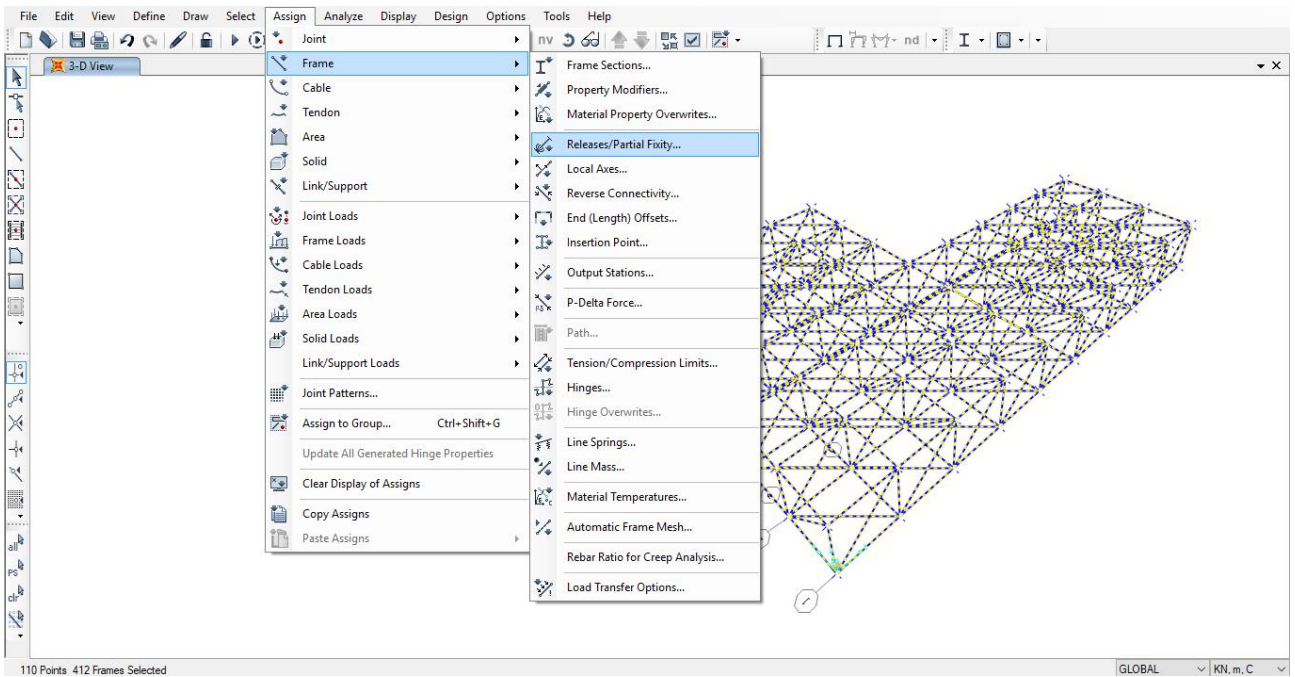 File Edit View Define Draw Select Assign Analyze Display Design Options Tools Help
nv
nd
3-D View
Joint
Frame
Cable
Tendon
Area
Solid
Link/Support
Joint Loads
Frame Loads
Cable Loads
Tendon Loads
Area Loads
Solid Loads
Link/Support Loads
Joint Patterns...
Assign to Group... Ctrl+Shift+G
Update All Generated Hinge Properties
Clear Display of Assigns
Copy Assigns
Paste Assigns
Frame Sections...
Property Modifiers...
Material Property Overwrites...
Releases/Partial Fixity...
Local Axes...
Reverse Connectivity...
End (Length) Offsets...
Insertion Point...
Output Stations...
P-Delta Force...
Path...
Tension/Compression Limits...
Hinges...
Hinge Overwrites...
Line Springs...
Line Mass...
Material Temperatures...
Automatic Frame Mesh...
Rebar Ratio for Creep Analysis...
Load Transfer Options...
all
PS
clr
110 Points 412 Frames Selected
GLOBAL
KN, m, C